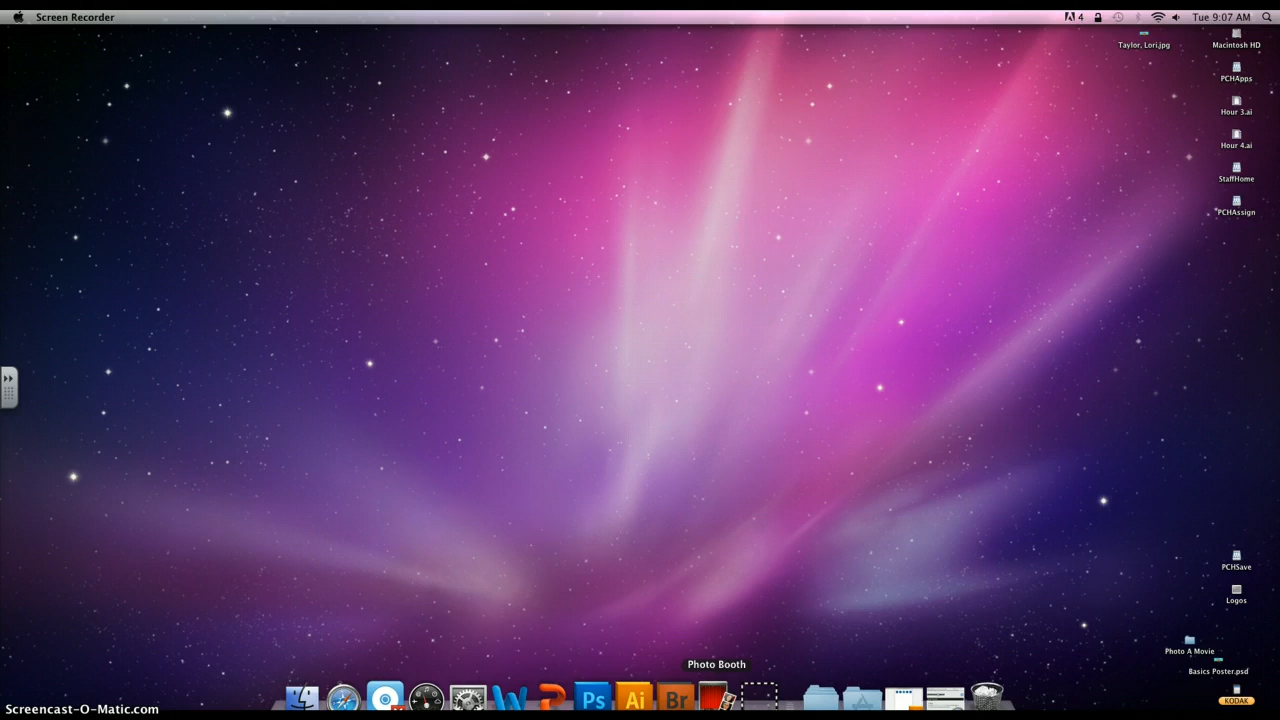 Screen Recorder
4
Tue 9:07 AM
Taylor, Lori.jpg
Macintosh HD
PCHApps
Hour 3.ai
Hour 4.ai
StaffHome
PCHAssign
PCHSave
Logos
Photo A Movie
Basics Poster.psd
KODAK
Photo Booth
Ps
Ai
Br
Screencast-O-Matic.com